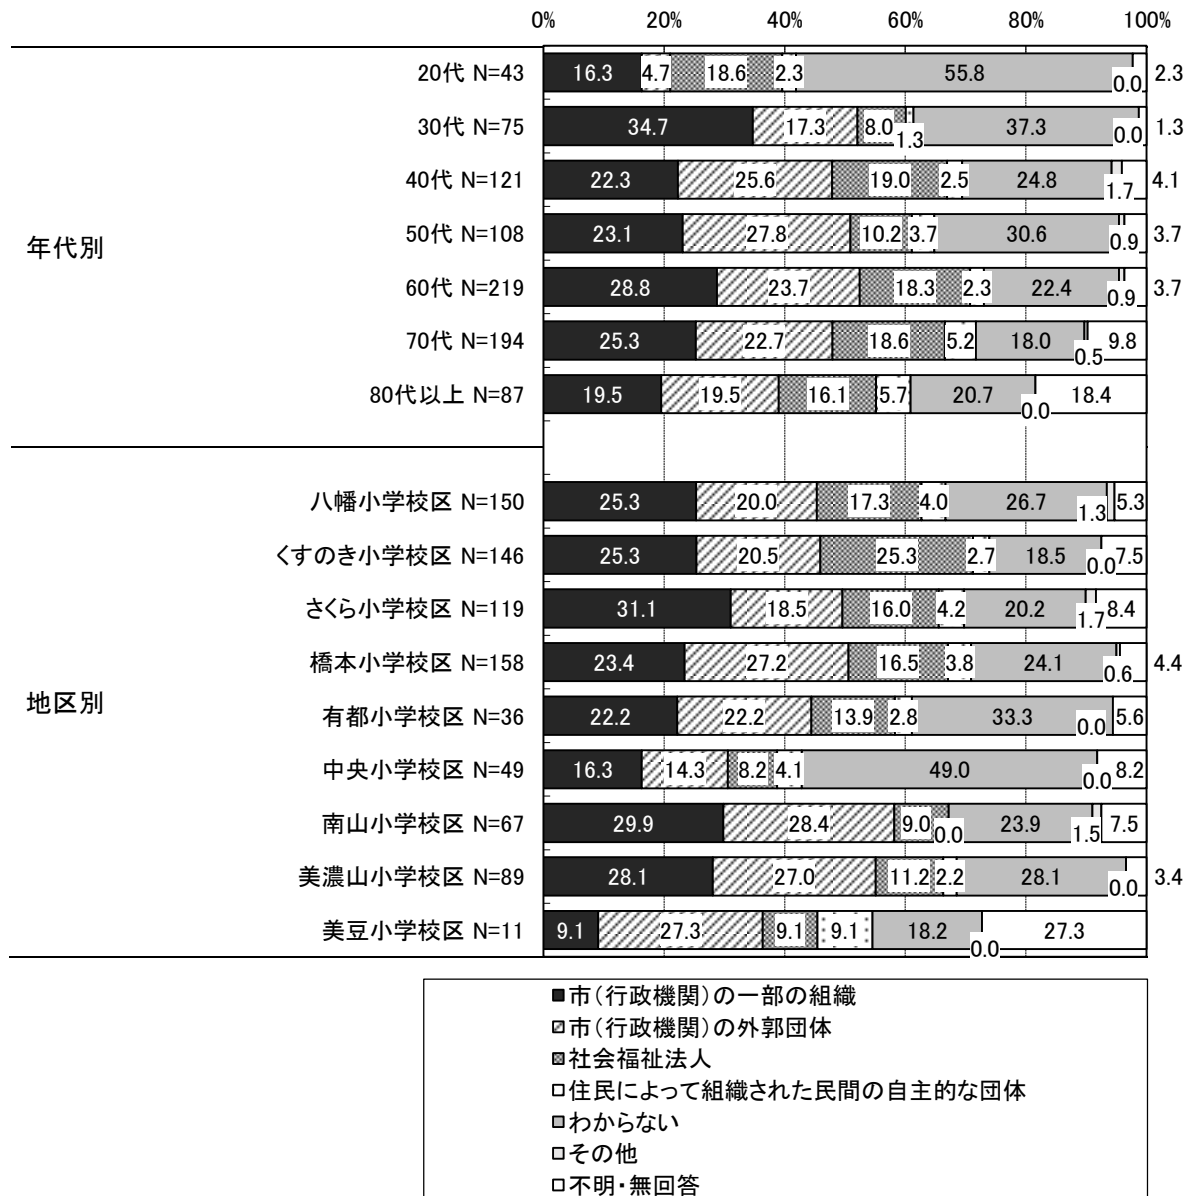 0% 20% 40% 60% 80% 100%
年代別
20代 N=43 16.3 4.7 18.6 2.3 55.8 0.0 2.3
30代 N=75 34.7 17.3 8.0 1.3 37.3 0.0 1.3
40代 N=121 22.3 25.6 19.0 2.5 24.8 1.7 4.1
50代 N=108 23.1 27.8 10.2 3.7 30.6 0.9 3.7
60代 N=219 28.8 23.7 18.3 2.3 22.4 0.9 3.7
70代 N=194 25.3 22.7 18.6 5.2 18.0 0.5 9.8
80代以上 N=87 19.5 19.5 16.1 5.7 20.7 0.0 18.4
地区別
八幡小学校区 N=150 25.3 20.0 17.3 4.0 26.7 1.3 5.3
くすのき小学校区 N=146 25.3 20.5 25.3 2.7 18.5 0.0 7.5
さくら小学校区 N=119 31.1 18.5 16.0 4.2 20.2 1.7 8.4
橋本小学校区 N=158 23.4 27.2 16.5 3.8 24.1 0.6 4.4
有都小学校区 N=36 22.2 22.2 13.9 2.8 33.3 0.0 5.6
中央小学校区 N=49 16.3 14.3 8.2 4.1 49.0 0.0 8.2
南山小学校区 N=67 29.9 28.4 9.0 0.0 23.9 1.5 7.5
美濃山小学校区 N=89 28.1 27.0 11.2 2.2 28.1 0.0 3.4
美豆小学校区 N=11 9.1 27.3 9.1 9.1 18.2 0.0 27.3
市(行政機関)の一部の組織
市(行政機関)の外郭団体
社会福祉法人
住民によって組織された民間の自主的な団体
わからない
その他
不明・無回答